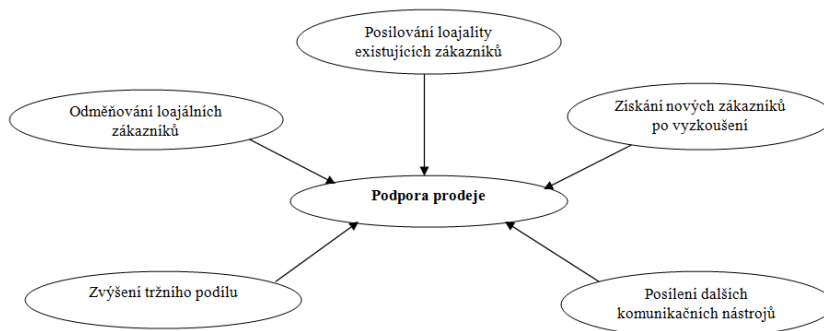 Posilování loajality
existujících zákazníků
Odměňování loajálních
zákazníků
Získání nových zákazníků
po vyzkoušení
Podpora prodeje
Zvýšení tržního podílu
Posílení dalších
komunikačních nástrojů